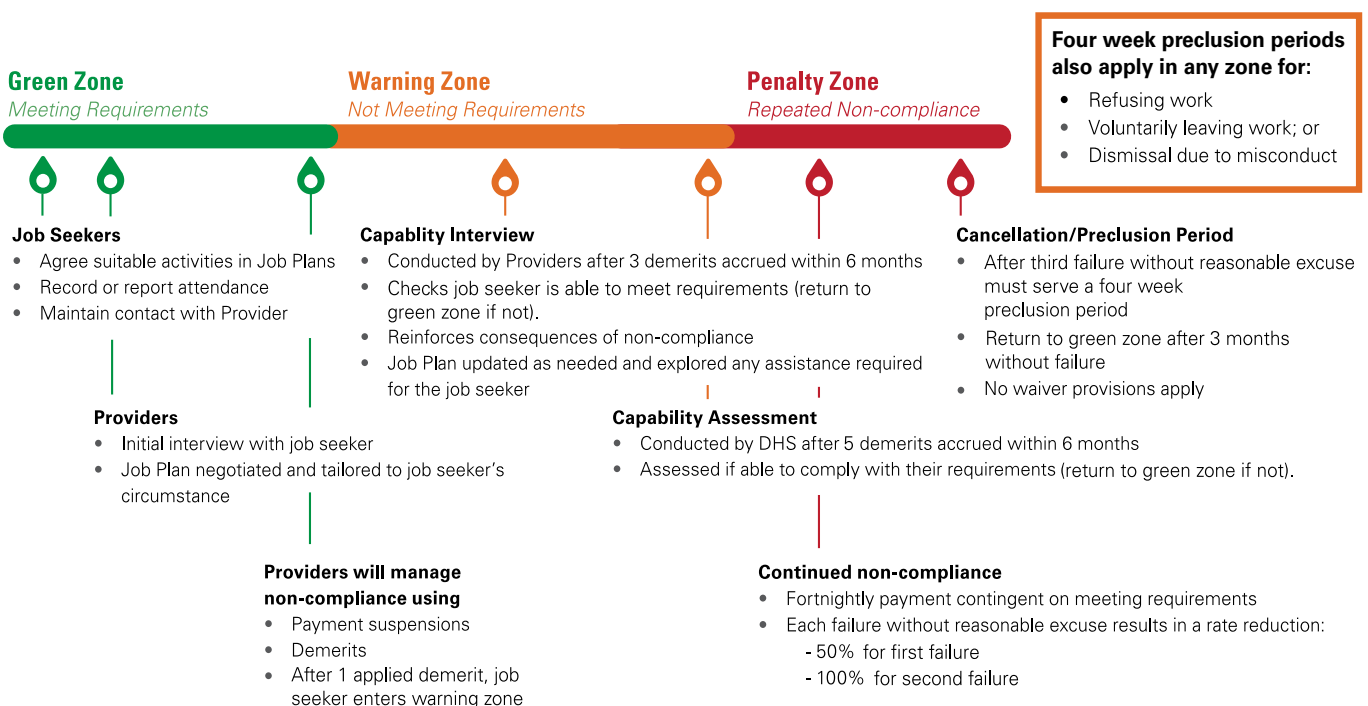 Green Zone
Meeting Requirements
Warning Zone
Not Meeting Requirements
Penalty Zone
Repeated Non-compliance
Four week preclusion periods
also apply in any zone for:
• Refusing work
• Voluntarily leaving work; or
• Dismissal due to misconduct
Job Seekers
• Agree suitable activities in Job Plans
• Record or report attendance
• Maintain contact with Provider
Capablity Interview
• Conducted by Providers after 3 demerits accrued within 6 months
• Checks job seeker is able to meet requirements (return to
green zone if not).
• Reinforces consequences of non-compliance
• Job Plan updated as needed and explored any assistance required
for the job seeker
Cancellation/Preclusion Period
• After third failure without reasonable excuse
must serve a four week
preclusion period
• Return to green zone after 3 months
without failure
• No waiver provisions apply
Providers
• Initial interview with job seeker
• Job Plan negotiated and tailored to job seeker's
circumstance
Capability Assessment
• Conducted by DHS after 5 demerits accrued within 6 months
• Assessed if able to comply with their requirements (return to green zone if not).
Providers will manage
non-compliance using
• Payment suspensions
• Demerits
• After 1 applied demerit, job
seeker enters warning zone
Continued non-compliance
• Fortnightly payment contingent on meeting requirements
• Each failure without reasonable excuse results in a rate reduction:
- 50% for first failure
- 100% for second failure